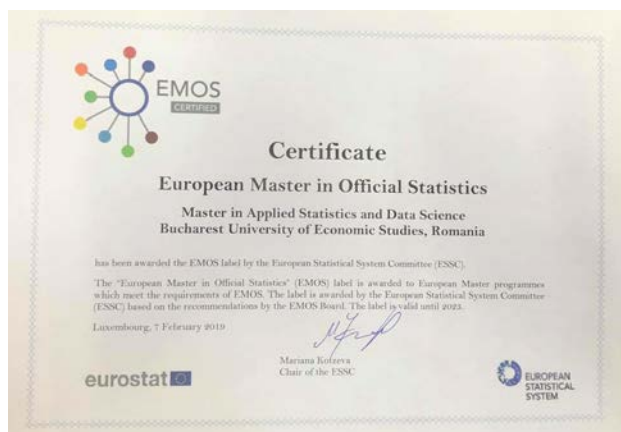 EMOS
CERTIFIED
Certificate
European Master in Official Statistics
Master in Applied Statistics and Data Science
Bucharest University of Economic Studies, Romania
has been awarded the EMOS label by the European Statistical System Committee (ESSC).
The "European Master in Official Statistics" (EMOS) label is awarded to European Master programmes
which meet the requirements of EMOS. The label is awarded by the European Statistical System Committee
(ESSC) based on the recommendations by the EMOS Board. The label is valid until 2023.
Luxembourg, 7 February 2019
Mariana Kotzeva
Chair of the ESSC
eurostat
EUROPEAN
STATISTICAL
SYSTEM